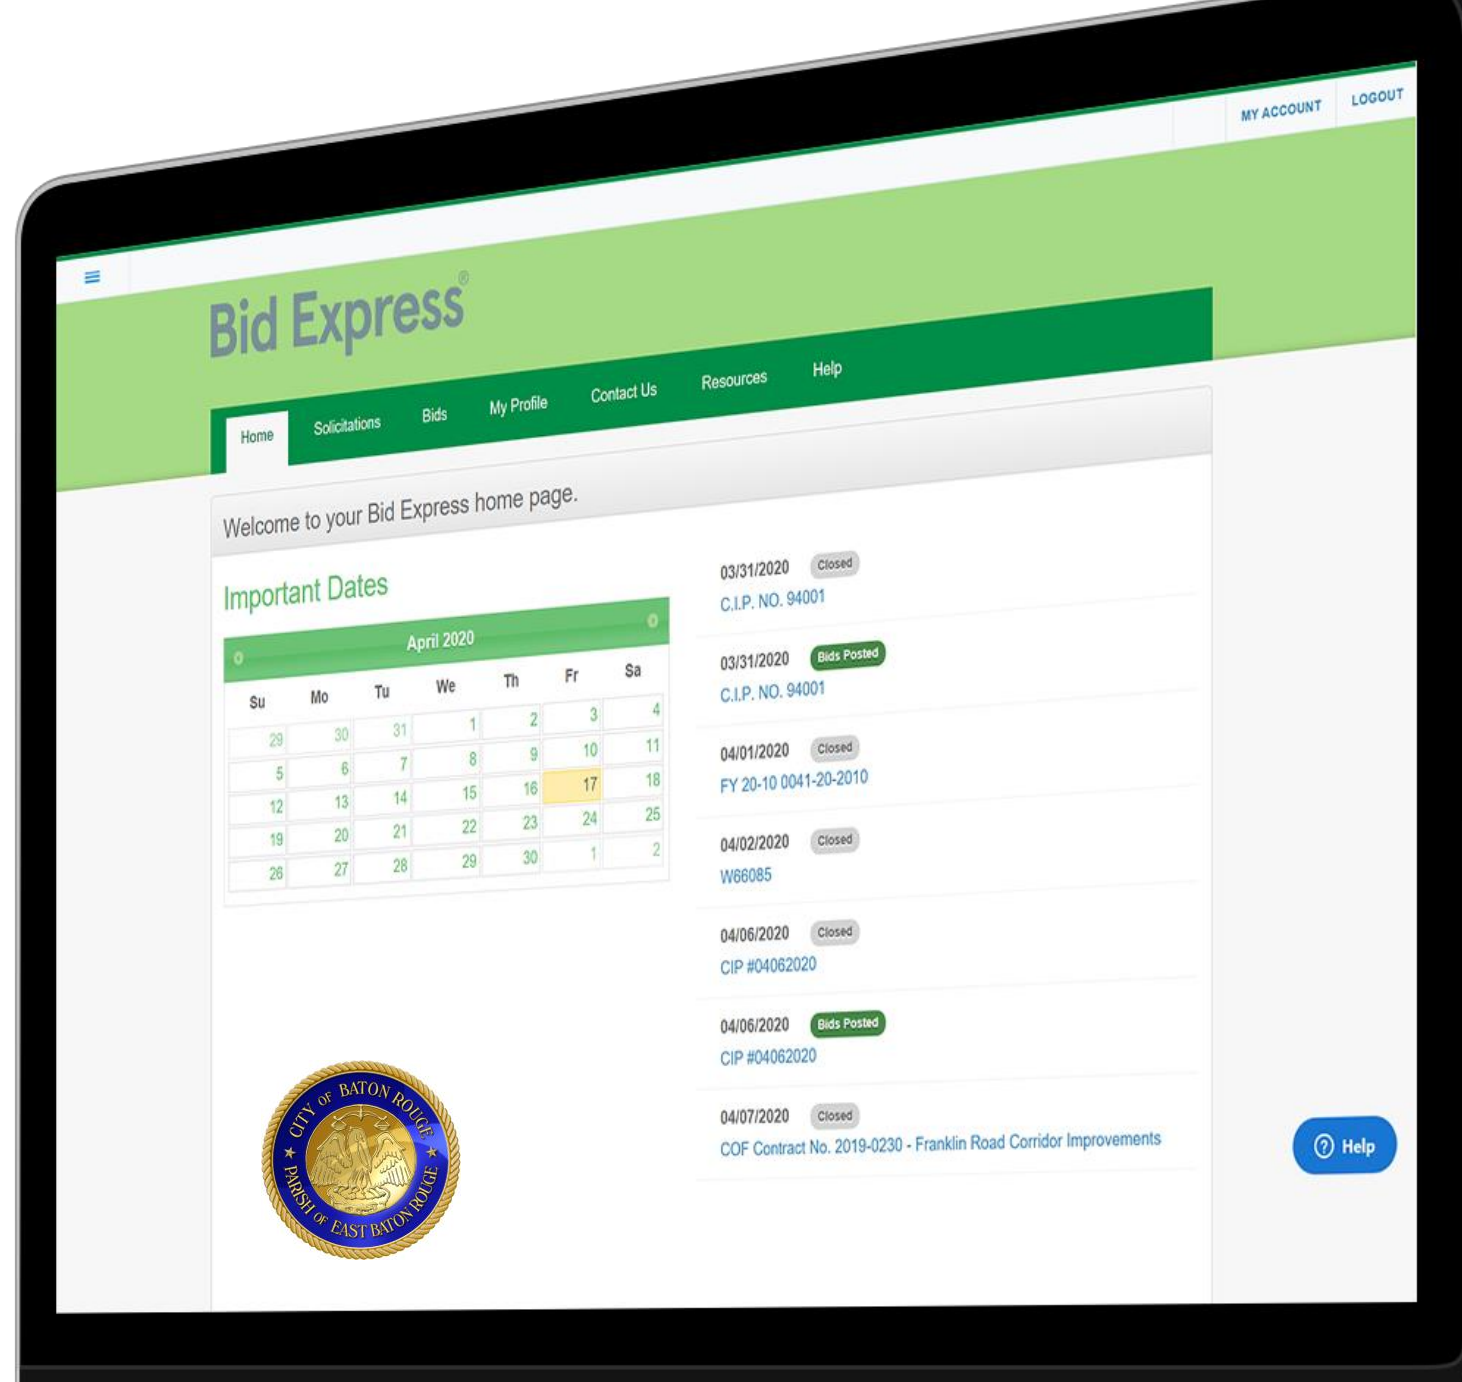 MY ACCOUNT LOGOUT
Bid Express®
Home Solicitations Bids My Profile Contact Us Resources Help
Welcome to your Bid Express home page.
Important Dates
April 2020
Su Mo Tu We Th Fr Sa
29 30 31 1 2 3 4
5 6 7 8 9 10 11
12 13 14 15 16 17 18
19 20 21 22 23 24 25
26 27 28 29 30 1 2
03/31/2020 Closed
C.I.P. NO. 94001
03/31/2020 Bids Posted
C.I.P. NO. 94001
04/01/2020 Closed
FY 20-10 0041-20-2010
04/02/2020 Closed
W66085
04/06/2020 Closed
CIP #04062020
04/06/2020 Bids Posted
CIP #04062020
04/07/2020 Closed
COF Contract No. 2019-0230 - Franklin Road Corridor Improvements
CITY OF BATON ROUGE,
PARISH OF EAST BATON ROUGE
? Help